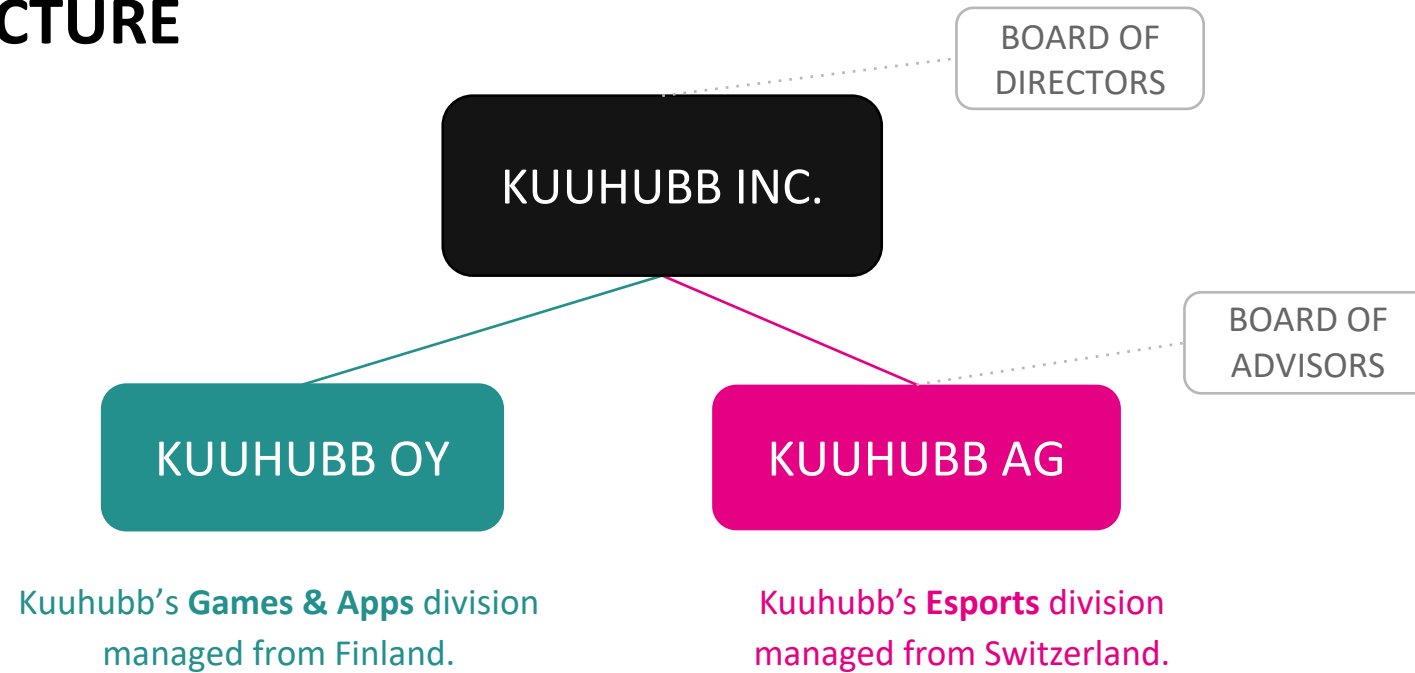 CTURE
BOARD OF
DIRECTORS
KUUHUBB INC.
BOARD OF
ADVISORS
KUUHUBB OY
KUUHUBB AG
Kuuhubb’s Games & Apps division
managed from Finland.
Kuuhubb’s Esports division
managed from Switzerland.